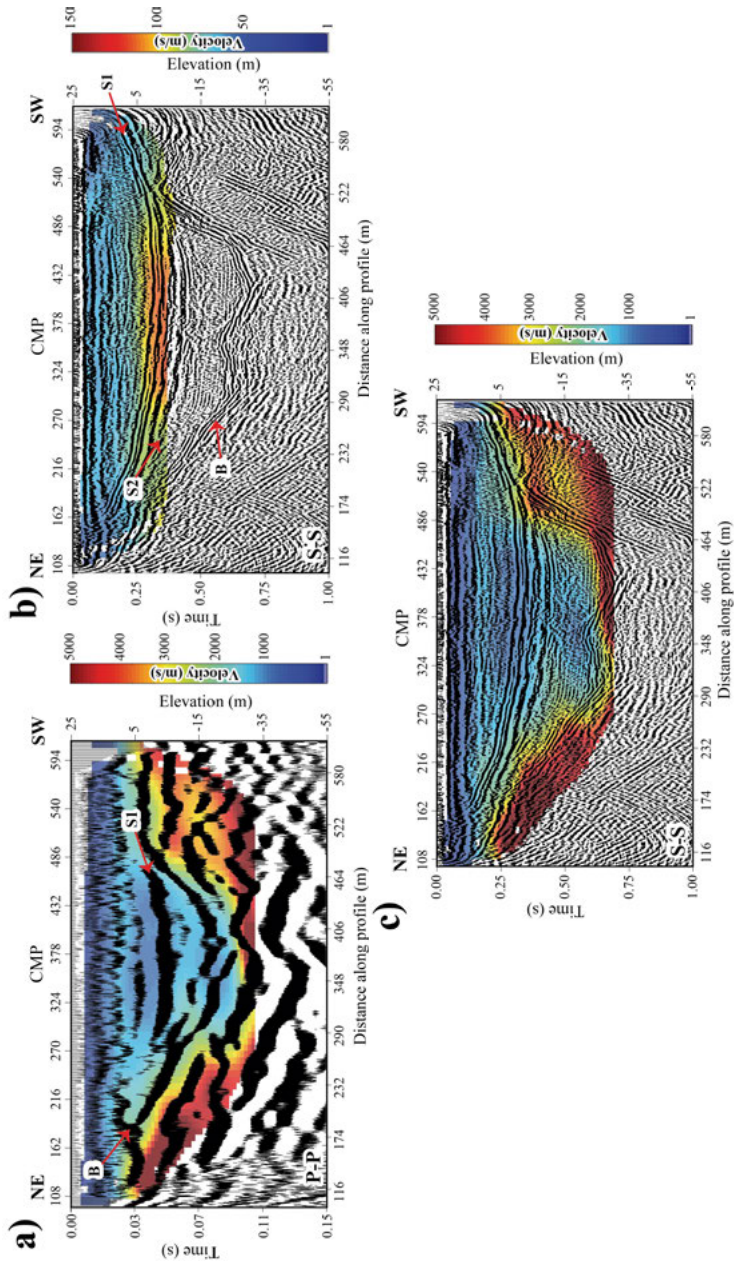 a)
NE CMP SW
108 162 216 270 324 378 432 486 540 594
0.00 0.03 0.07 0.11 0.15
Time (s)
25 5 -15 -35 -55
Elevation (m)
116 174 232 290 348 406 464 522 580
Distance along profile (m)
B
S1
P-P
1 1000 2000 3000 4000 5000
Velocity (m/s)
b)
NE CMP SW
108 162 216 270 324 378 432 486 540 594
0.00 0.25 0.50 0.75 1.00
Time (s)
25 5 -15 -35 -55
Elevation (m)
116 174 232 290 348 406 464 522 580
Distance along profile (m)
S2
B
S1
S-S
1 50 100 150
Velocity (m/s)
c)
NE CMP SW
108 162 216 270 324 378 432 486 540 594
0.00 0.25 0.50 0.75 1.00
Time (s)
25 5 -15 -35 -55
Elevation (m)
116 174 232 290 348 406 464 522 580
Distance along profile (m)
S-S
1 1000 2000 3000 4000 5000
Velocity (m/s)